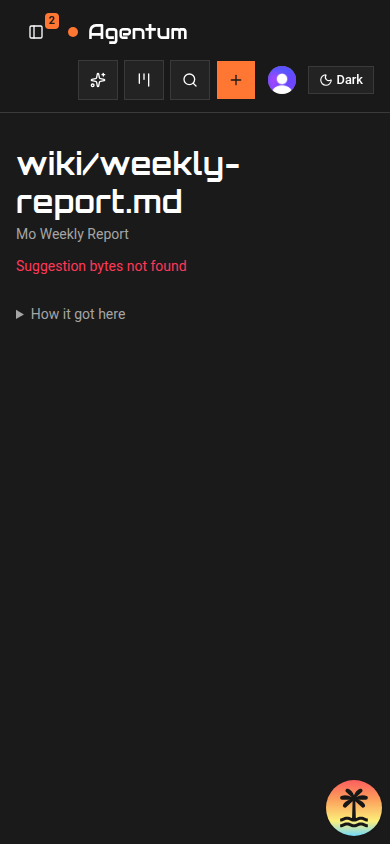 2
Agentum
Dark
wiki/weekly-
report.md
Mo Weekly Report
Suggestion bytes not found
How it got here